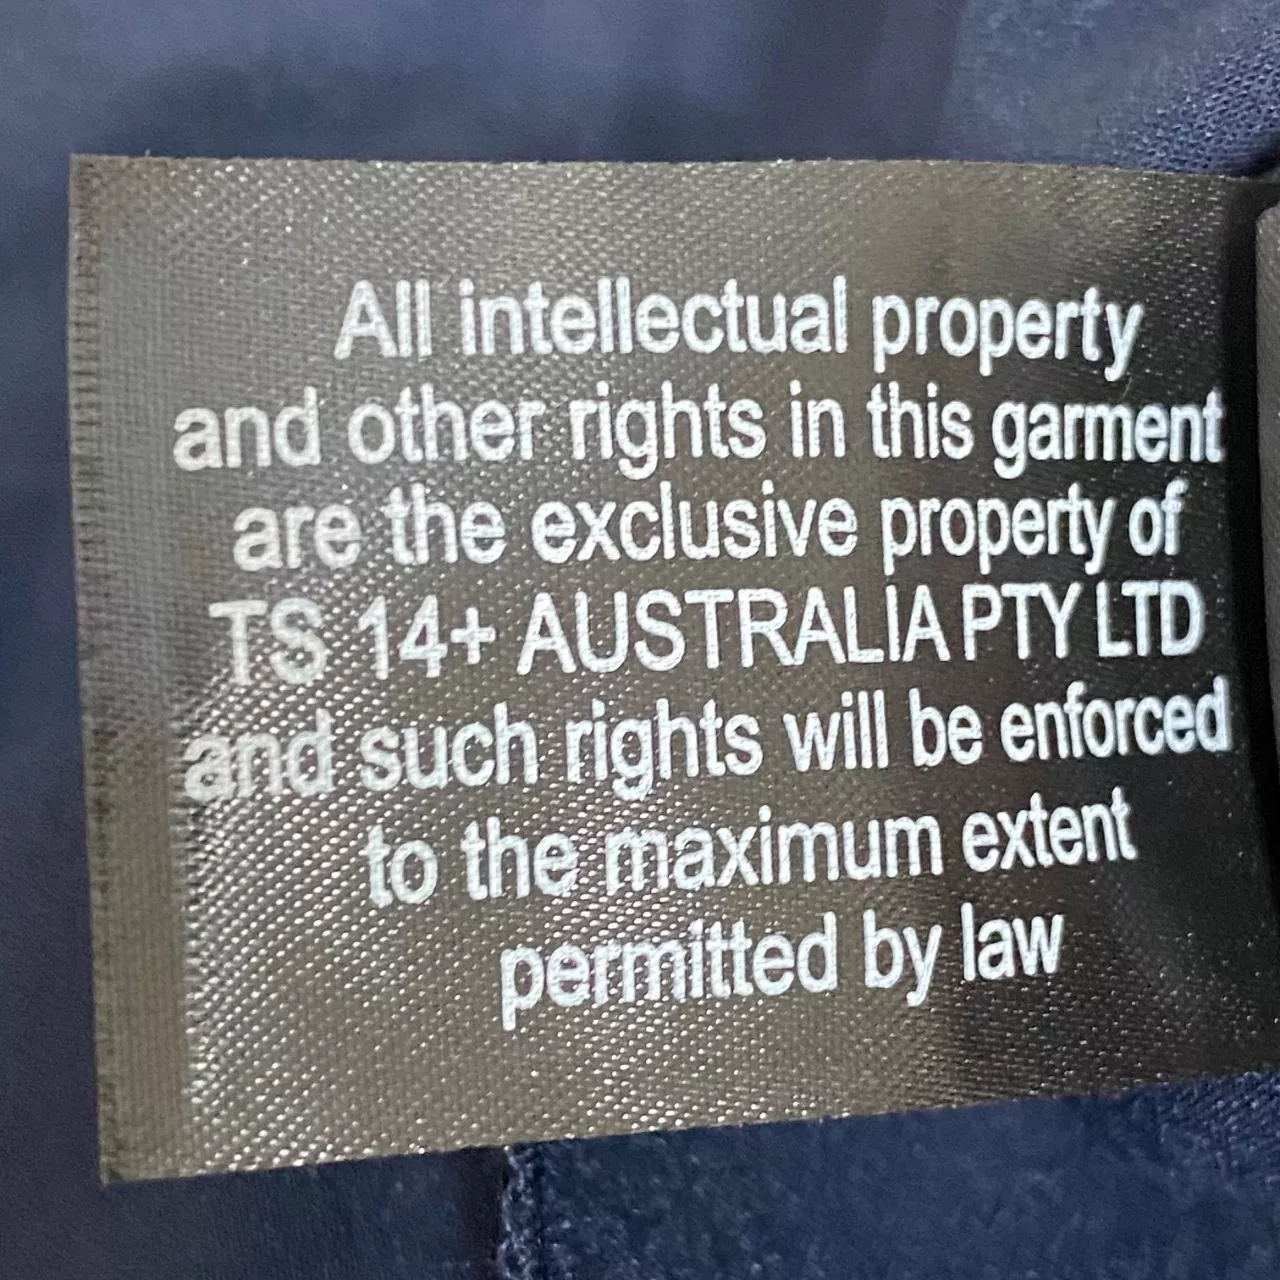 All intellectual property
and other rights in this garment
are the exclusive property of
TS 14+ AUSTRALIA PTY LTD
and such rights will be enforced
to the maximum extent
permitted by law